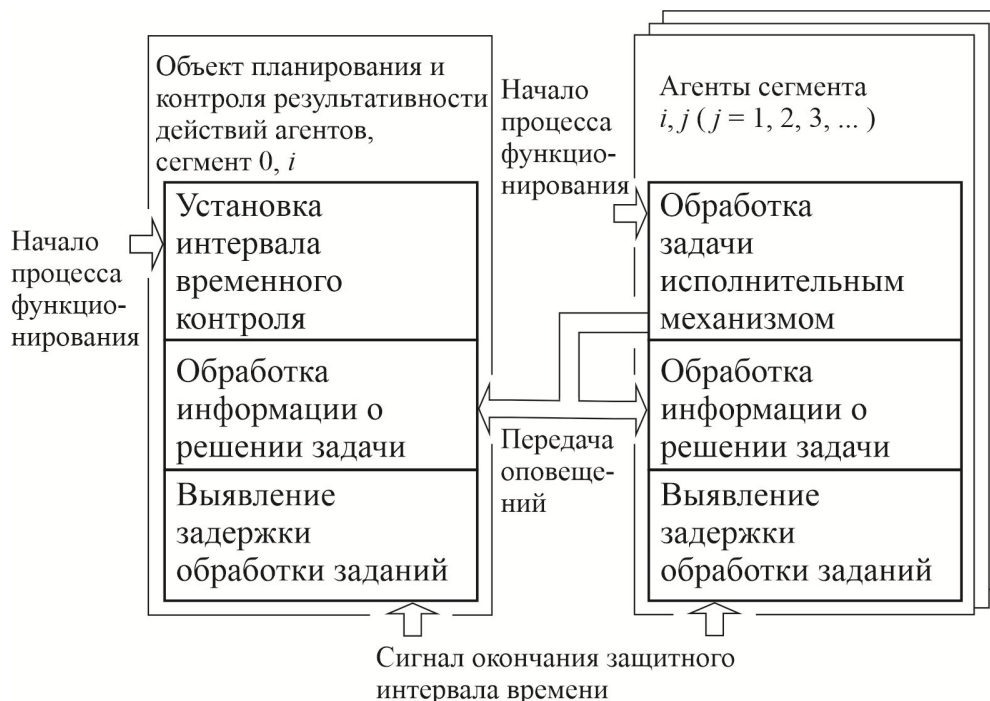 Объект планирования и
контроля результативности
действий агентов,
сегмент 0, i
Начало
процесса
функцио-
нирования
Установка
интервала
временного
контроля
Обработка
информации о
решении задачи
Выявление
задержки
обработки заданий
Начало
процесса
функцио-
нирования
Передача
оповеще-
ний
Агенты сегмента
i, j ( j = 1, 2, 3, ... )
Обработка
задачи
исполнительным
механизмом
Обработка
информации о
решении задачи
Выявление
задержки
обработки заданий
Сигнал окончания защитного
интервала времени